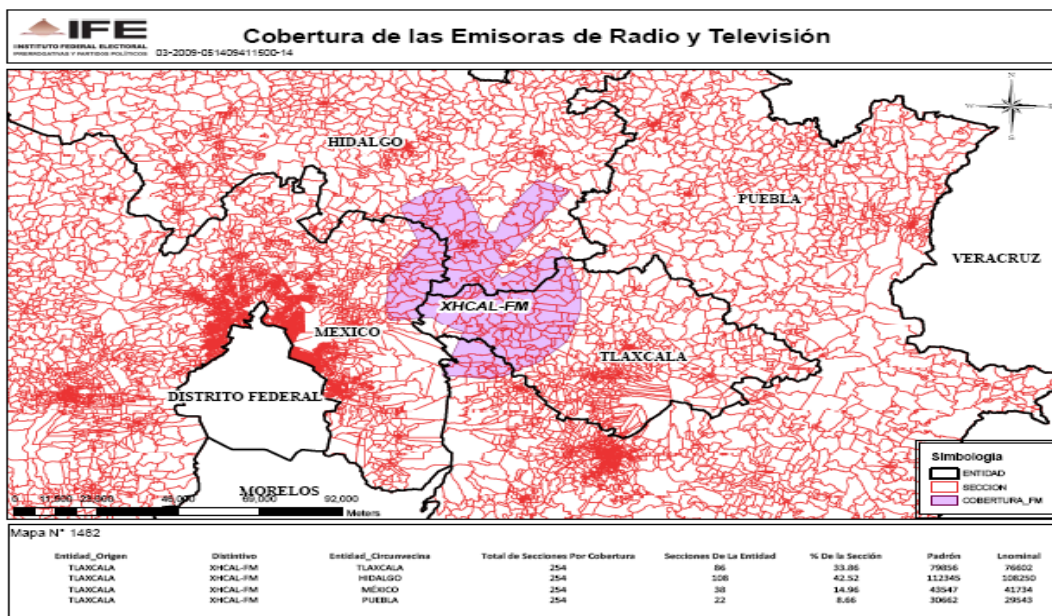 IFE
INSTITUTO FEDERAL ELECTORAL
PRERROGATIVAS Y PARTIDOS POLÍTICOS
03-2009-051409411500-14
Cobertura de las Emisoras de Radio y Televisión
N
W
HIDALGO
PUEBLA
VERACRUZ
XHCAL-FM
MEXICO
TLAXCALA
DISTRITO FEDERAL
MORELOS
0 46,000 69,000 92,000
Meters
Simbología
ENTIDAD
SECCION
COBERTURA_FM
Mapa N° 1482
Entidad_Origen Distintivo Entidad_Circunvecina Total de Secciones Por Cobertura Secciones De La Entidad % De la Sección Padrón Lnominal
TLAXCALA XHCAL-FM TLAXCALA 254 86 33.86 79856 76602
TLAXCALA XHCAL-FM HIDALGO 254 108 42.52 112345 108250
TLAXCALA XHCAL-FM MÉXICO 254 38 14.96 43547 41734
TLAXCALA XHCAL-FM PUEBLA 254 22 8.66 30662 29543